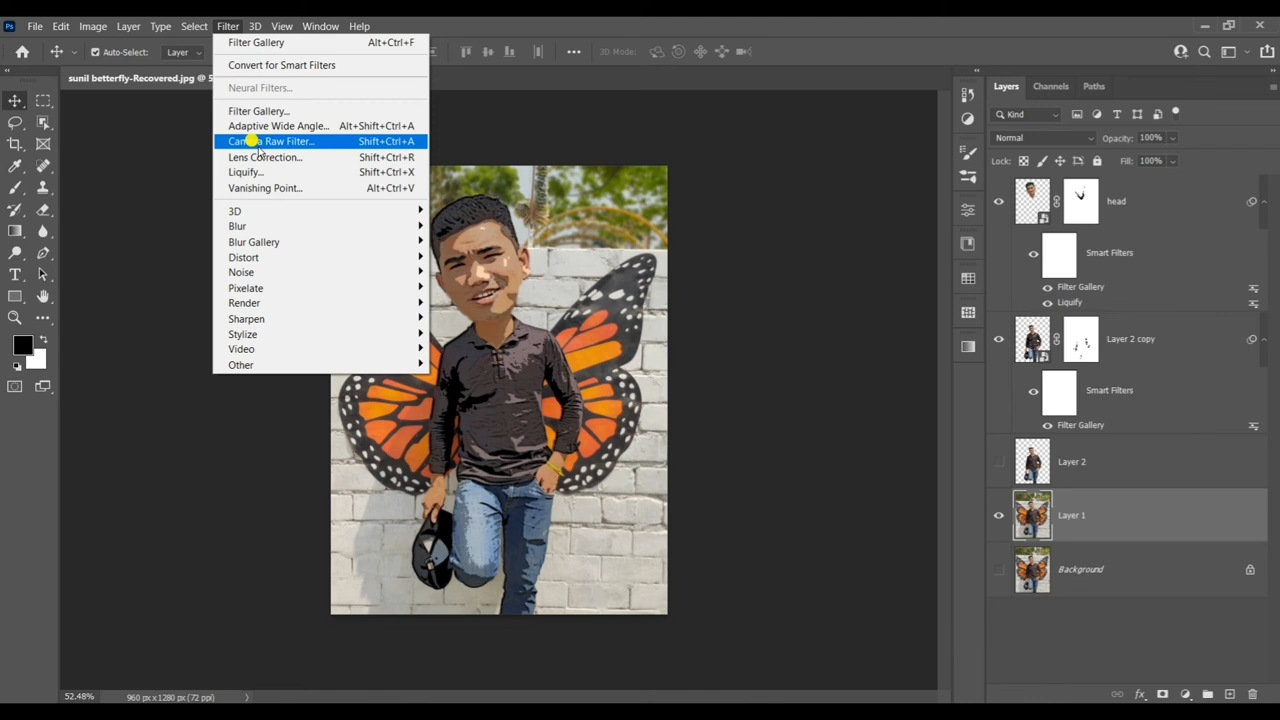 Ps File Edit Image Layer Type Select Filter 3D View Window Help
Auto-Select: Layer 3D Mode:
sunil betterfly-Recovered.jpg @ 5
Filter Gallery Alt+Ctrl+F
Convert for Smart Filters
Neural Filters...
Filter Gallery...
Adaptive Wide Angle... Alt+Shift+Ctrl+A
Camera Raw Filter... Shift+Ctrl+A
Lens Correction... Shift+Ctrl+R
Liquify... Shift+Ctrl+X
Vanishing Point... Alt+Ctrl+V
3D
Blur
Blur Gallery
Distort
Noise
Pixelate
Render
Sharpen
Stylize
Video
Other
Layers Channels Paths
Kind
Normal Opacity: 100%
Lock: Fill: 100%
head
Smart Filters
Filter Gallery
Liquify
Layer 2 copy
Smart Filters
Filter Gallery
Layer 2
Layer 1
Background
52.48% 960 px x 1280 px (72 ppi)